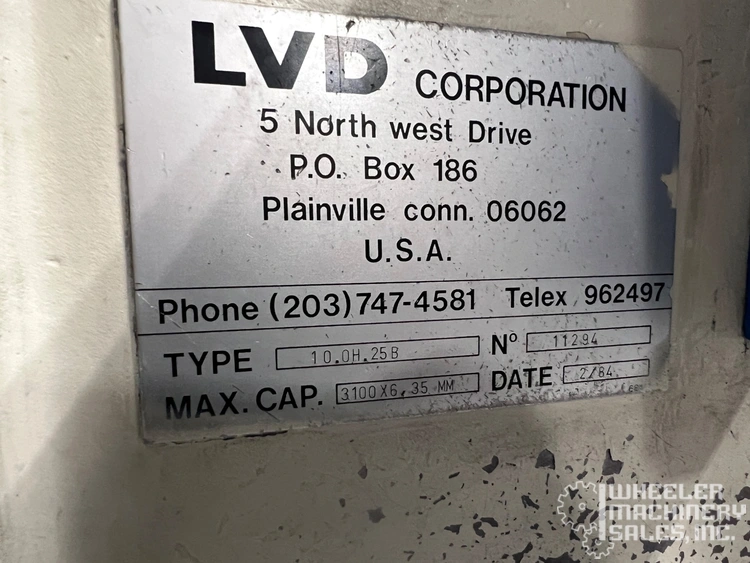 LVD CORPORATION
5 North west Drive
P.O. Box 186
Plainville conn. 06062
U.S.A.
Phone (203) 747-4581 Telex 962497
TYPE 10.0H.25B Nº 11294
MAX. CAP. 3100X6,35 MM DATE 2/84
WHEELER
MACHINERY
SALES, INC.